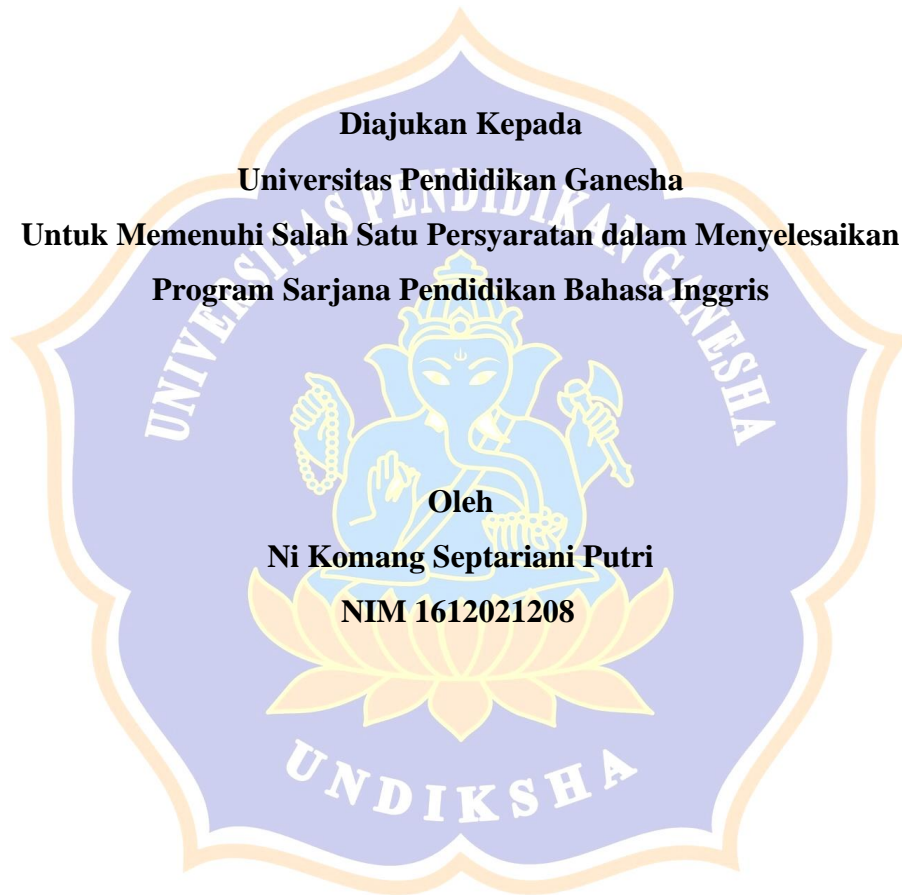 Diajukan Kepada
Universitas Pendidikan Ganesha
Untuk Memenuhi Salah Satu Persyaratan dalam Menyelesaikan
Program Sarjana Pendidikan Bahasa Inggris
UNIVERSITAS PENDIDIKAN GANESHA
Oleh
Ni Komang Septariani Putri
NIM 1612021208
UNDIKSHA